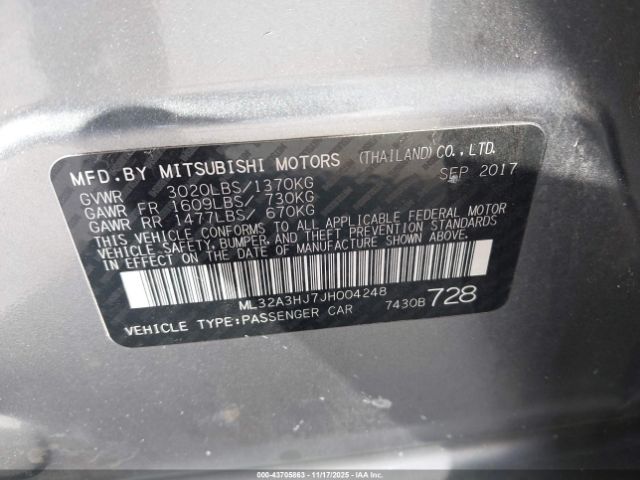 MFD.BY MITSUBISHI MOTORS (THAILAND)CO.,LTD.
SEP 2017
GVWR 3020LBS/1370KG
GAWR FR 1609LBS/ 730KG
GAWR RR 1477LBS/ 670KG
THIS VEHICLE CONFORMS TO ALL APPLICABLE FEDERAL MOTOR
VEHICLE SAFETY, BUMPER, AND THEFT PREVENTION STANDARDS
IN EFFECT ON THE DATE OF MANUFACTURE SHOWN ABOVE.
ML32A3HJ7JH004248
VEHICLE TYPE:PASSENGER CAR 7430B 728
000-43705863 - 11/17/2025 - IAAI.CA